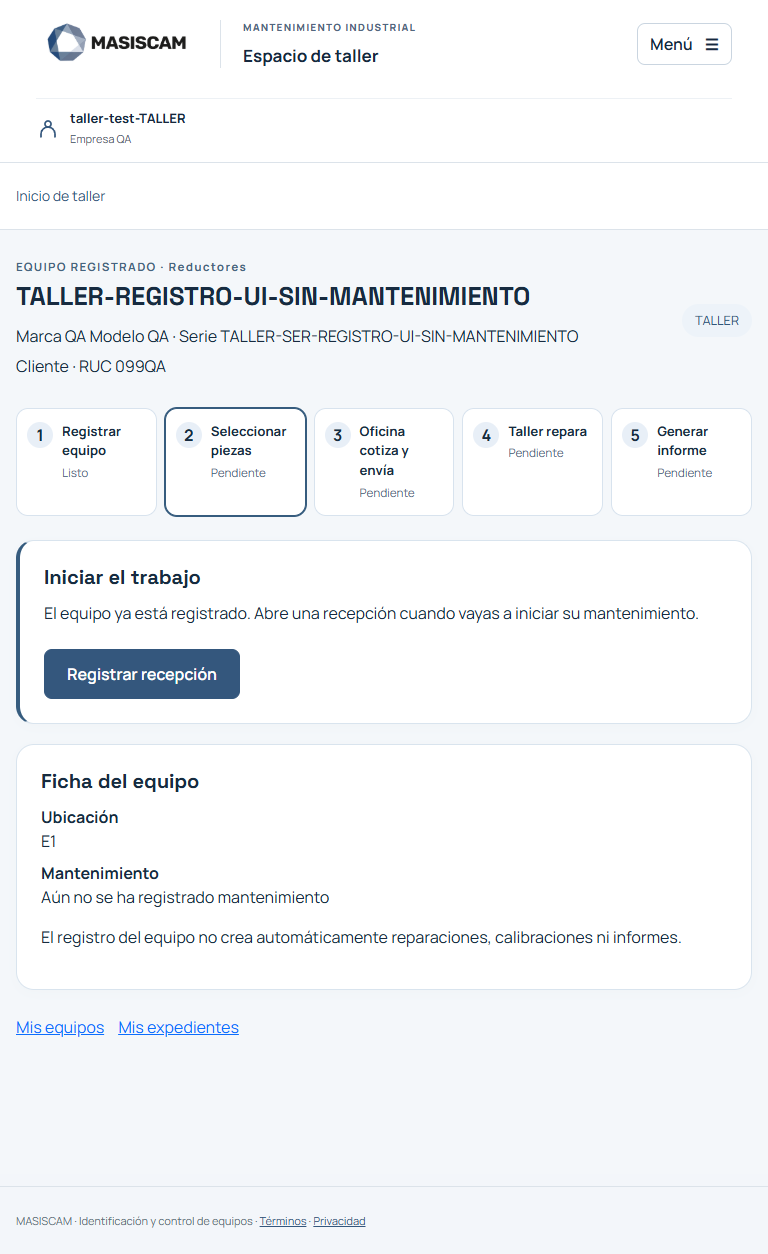 MASISCAM
MANTENIMIENTO INDUSTRIAL
Espacio de taller
Menú ☰
taller-test-TALLER
Empresa QA
Inicio de taller
EQUIPO REGISTRADO · Reductores
TALLER-REGISTRO-UI-SIN-MANTENIMIENTO
Marca QA Modelo QA · Serie TALLER-SER-REGISTRO-UI-SIN-MANTENIMIENTO
Cliente · RUC 099QA
TALLER
1 Registrar
equipo
Listo
2 Seleccionar
piezas
Pendiente
3 Oficina
cotiza y
envía
Pendiente
4 Taller repara
Pendiente
5 Generar
informe
Pendiente
Iniciar el trabajo
El equipo ya está registrado. Abre una recepción cuando vayas a iniciar su mantenimiento.
Registrar recepción
Ficha del equipo
Ubicación
E1
Mantenimiento
Aún no se ha registrado mantenimiento
El registro del equipo no crea automáticamente reparaciones, calibraciones ni informes.
Mis equipos Mis expedientes
MASISCAM · Identificación y control de equipos · Términos · Privacidad